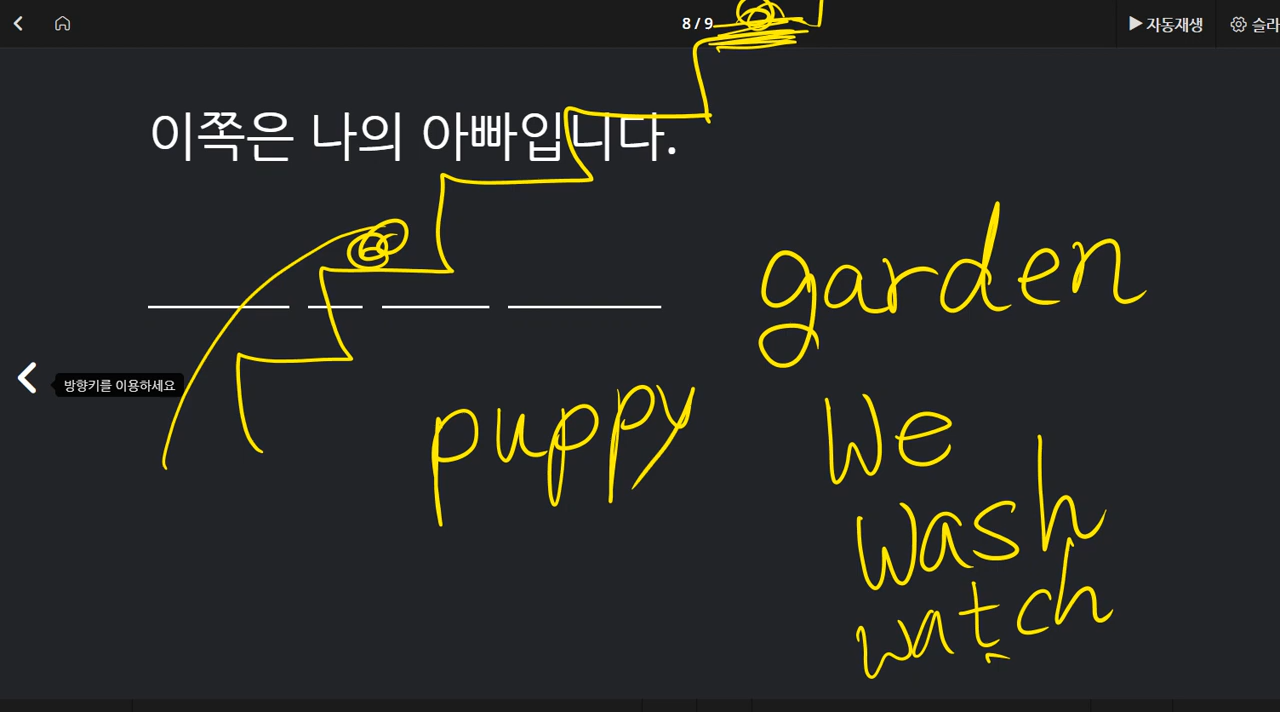 8 / 9
▶ 자동재생
슬라
이쪽은 나의 아빠입니다.
garden
방향키를 이용하세요
puppy
we
wash
watch